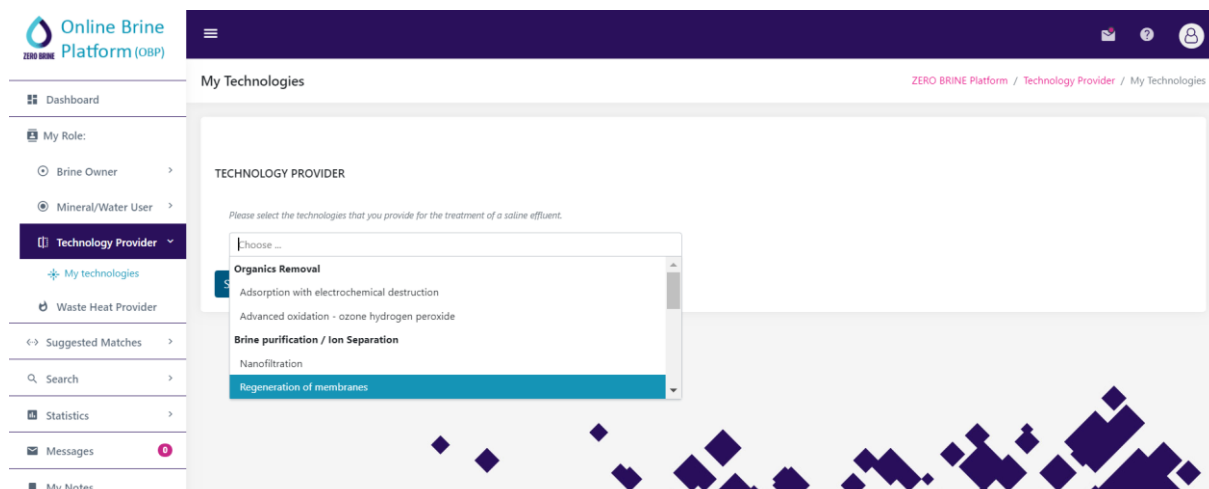 Online Brine
Platform (OBP)
ZERO BRINE
My Technologies
ZERO BRINE Platform / Technology Provider / My Technologies
Dashboard
My Role:
Brine Owner
Mineral/Water User
Technology Provider
My technologies
Waste Heat Provider
Suggested Matches
Search
Statistics
Messages 0
My Notes
TECHNOLOGY PROVIDER
Please select the technologies that you provide for the treatment of a saline effluent.
Choose ...
Organics Removal
Adsorption with electrochemical destruction
Advanced oxidation - ozone hydrogen peroxide
Brine purification / Ion Separation
Nanofiltration
Regeneration of membranes